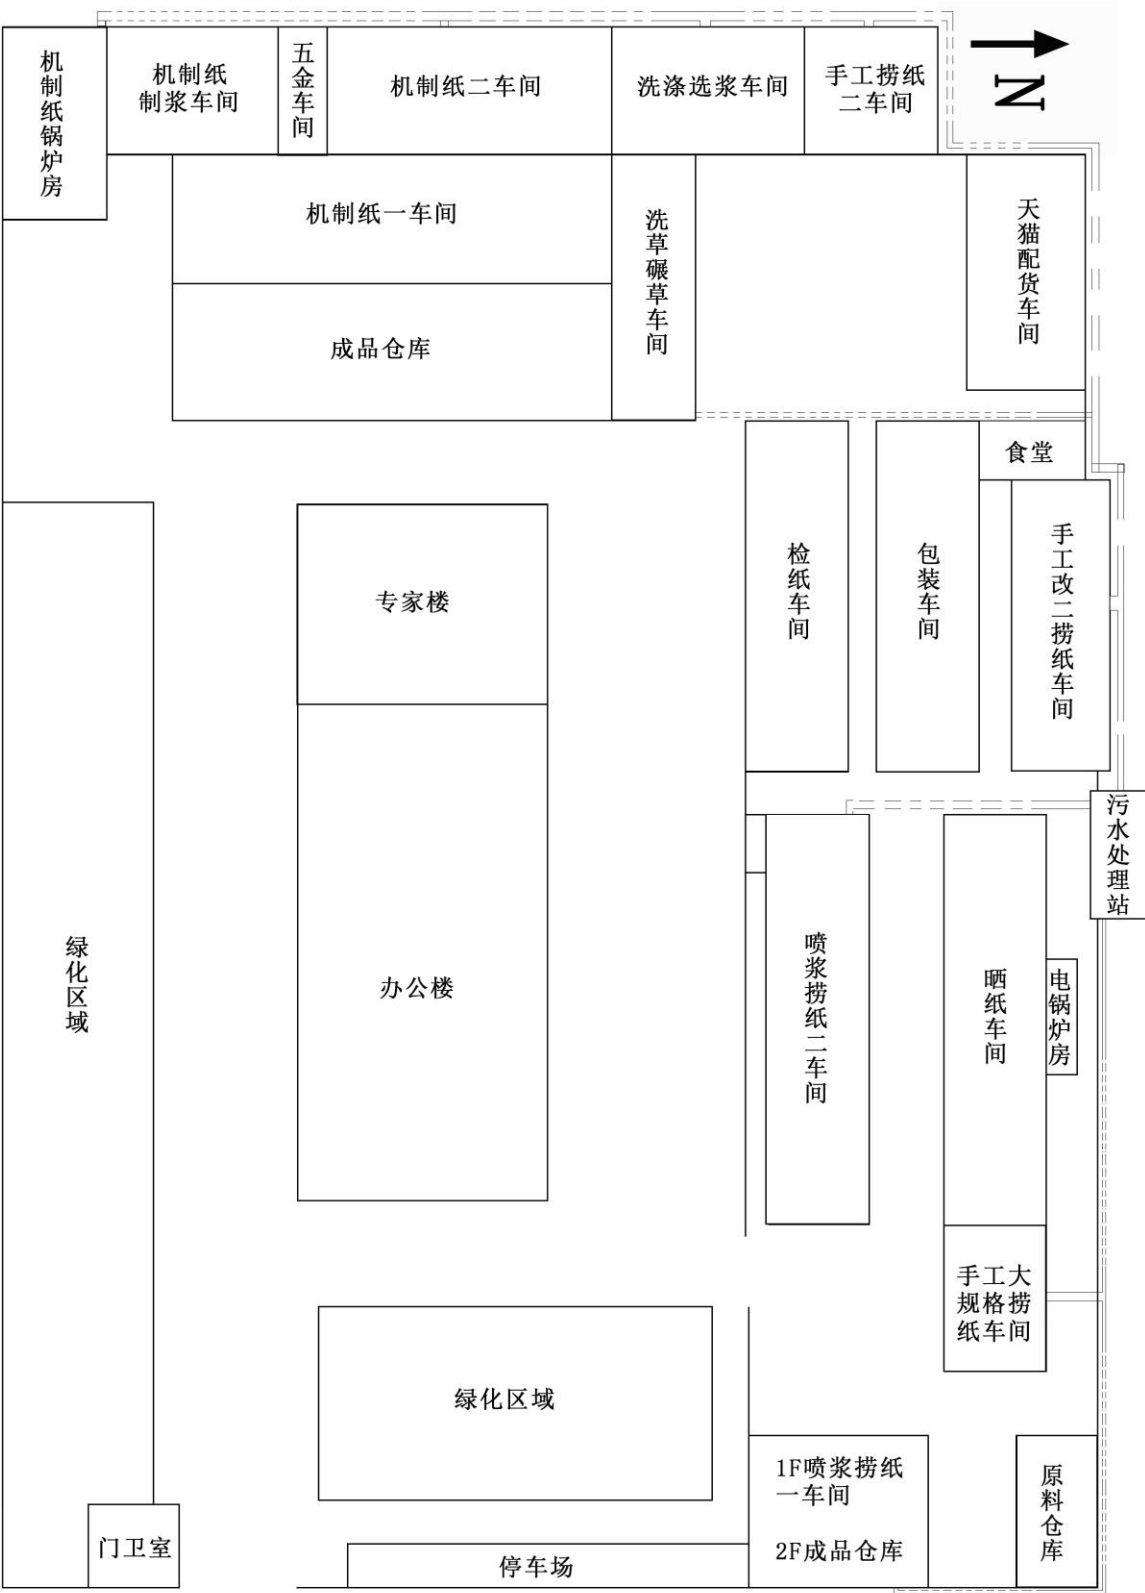 机制纸锅炉房
机制纸
制浆车间
五金车间
机制纸二车间
洗涤选浆车间
手工捞纸
二车间
N
机制纸一车间
洗草碾草车间
天猫配货车间
成品仓库
食堂
专家楼
检纸车间
包装车间
手工改二捞纸车间
污水处理站
绿化区域
办公楼
喷浆捞纸二车间
晒纸车间
电锅炉房
手工大
规格捞
纸车间
绿化区域
1F喷浆捞纸
一车间
2F成品仓库
原料仓库
门卫室
停车场